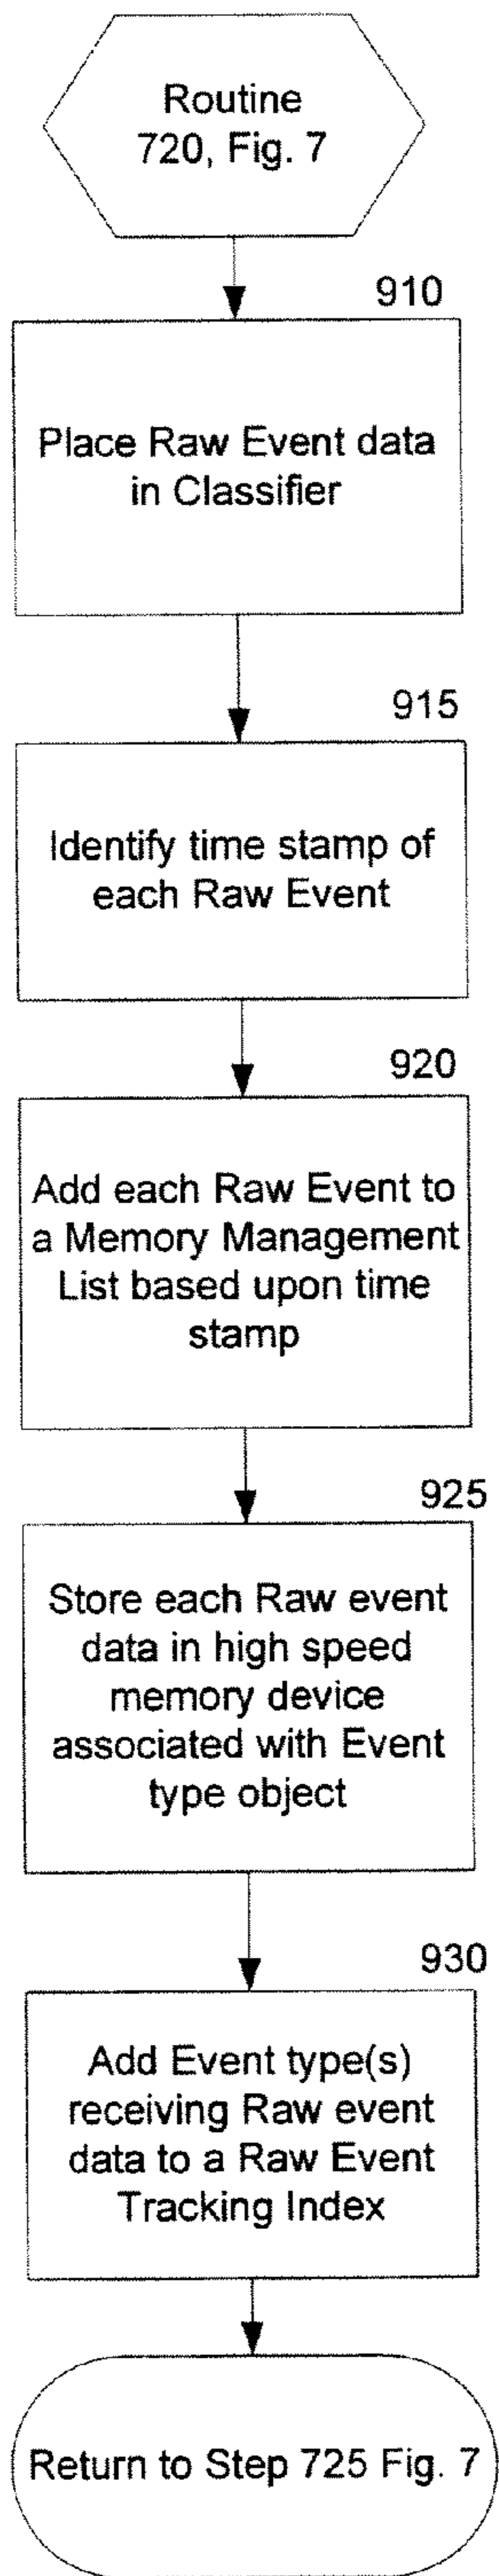 Routine
720, Fig. 7
910
Place Raw Event data
in Classifier
915
Identify time stamp of
each Raw Event
920
Add each Raw Event to
a Memory Management
List based upon time
stamp
925
Store each Raw event
data in high speed
memory device
associated with Event
type object
930
Add Event type(s)
receiving Raw event
data to a Raw Event
Tracking Index
Return to Step 725 Fig. 7